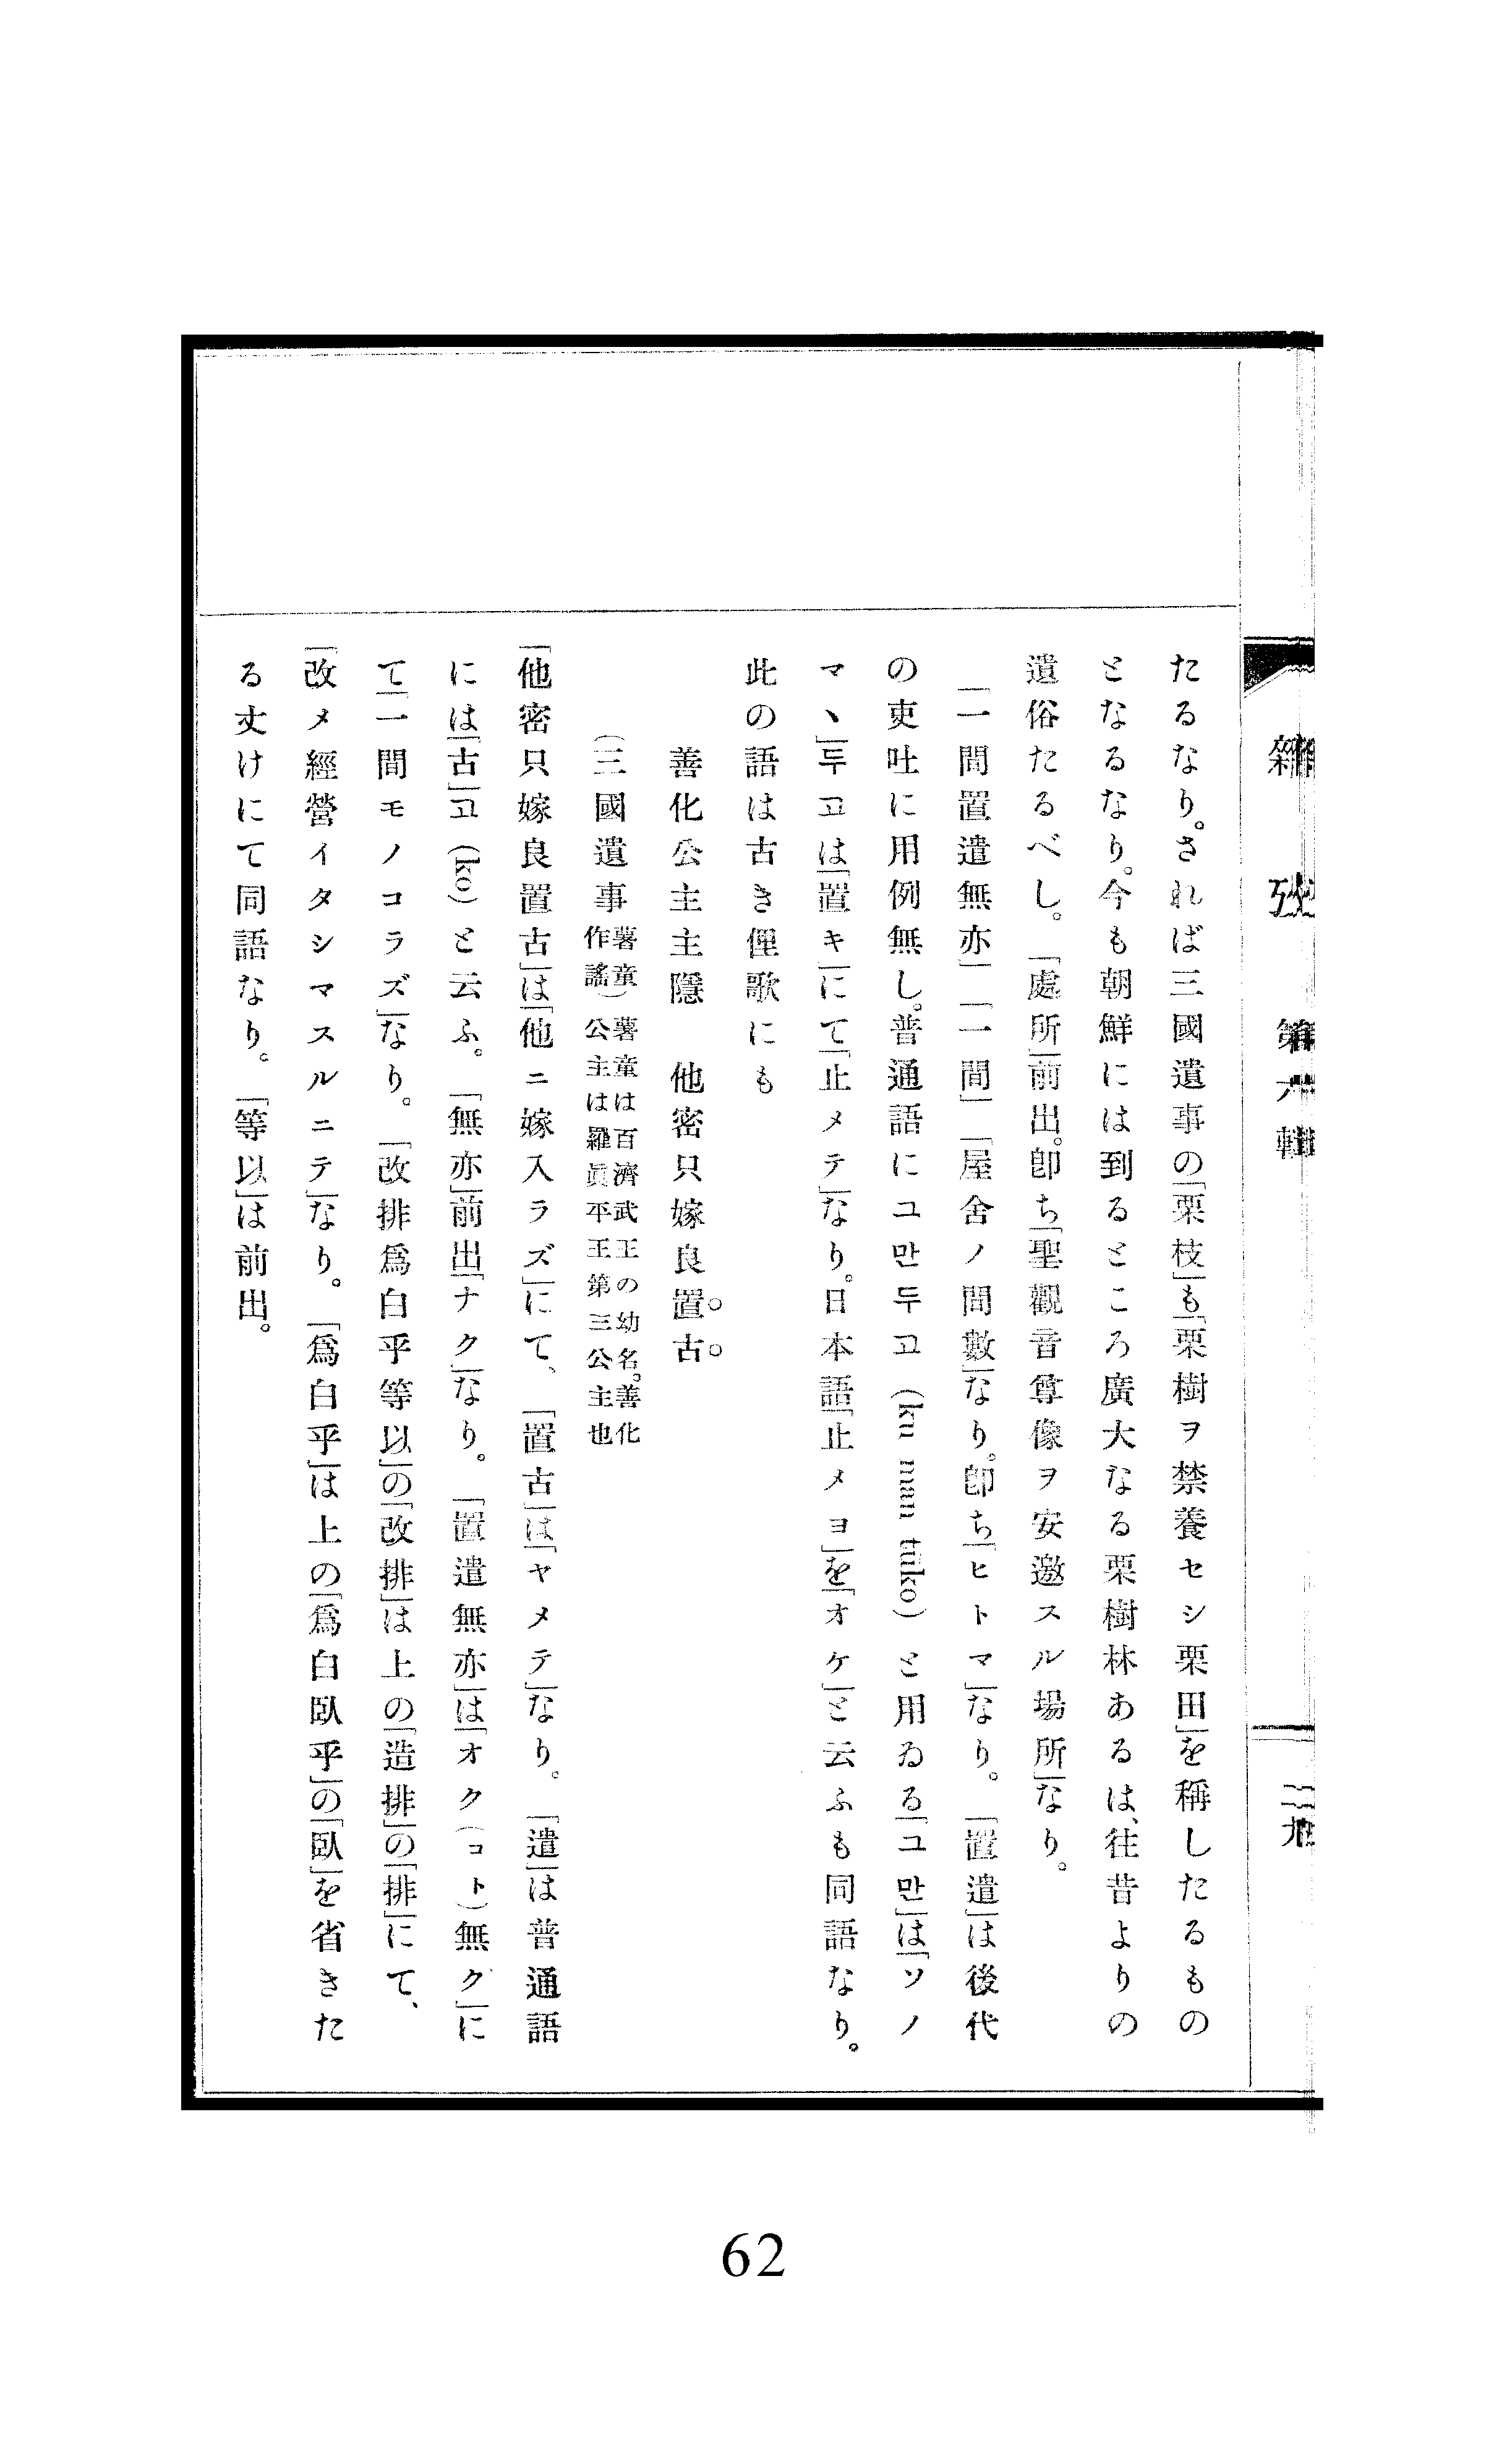 雜攷 第六輯
二九
たるなり。されば三國遺事の「栗枝」も「栗樹ヲ禁養セシ栗田」を稱したるもの
となるなり。今も朝鮮には到るところ廣大なる栗樹林あるは、往昔よりの
遺俗たるべし。「處所」前出。卽ち「聖觀音尊像ヲ安邀スル場所」なり。
「一間置遣無亦」「一間」「屋舍ノ間數」なり。卽ち「ヒトマ」なり。「置遣」は後代
の吏吐に用例無し。普通語にユ만두고 (ku man tuko) と用ゐる「ユ만」は「ソノ
マヽ」두고は「置キ」にて「止メテ」なり。日本語「止メヨ」を「オケ」と云ふも同語なり。
此の語は古き俚歌にも
善化公主主隱 他密只嫁良置古
(三國遺事 薯童作謠) 薯童は百濟武王の幼名。善化公主は羅眞平王第三公主也
「他密只嫁良置古」は「他ニ嫁入ラズ」にて、「置古」は「ヤメテ」なり。「遣」は普通語
には「古」고 (ko) と云ふ。「無亦」前出「ナク」なり。「置遣無亦」は「オク(コト)無ク」に
て「一間モノコラズ」なり。「改排爲白乎等以」の「改排」は上の「造排」の「排」にて、
「改メ經營イタシマスルニテ」なり。「爲白乎」は上の「爲白臥乎」の「臥」を省きた
る丈けにて同語なり。「等以」は前出。
62